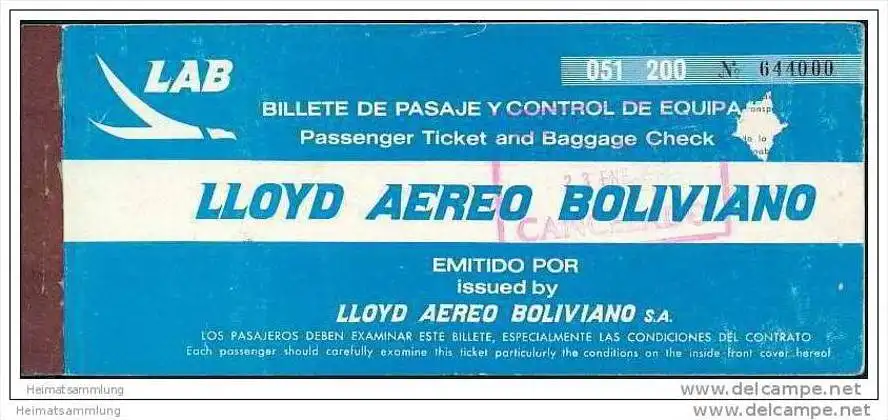 LAB
051 200 Nº 644000
BILLETE DE PASAJE Y CONTROL DE EQUIPA
Passenger Ticket and Baggage Check
LLOYD AEREO BOLIVIANO
23 ENE
CANCELADO
EMITIDO POR
issued by
LLOYD AEREO BOLIVIANO S.A.
LOS PASAJEROS DEBEN EXAMINAR ESTE BILLETE, ESPECIALMENTE LAS CONDICIONES DEL CONTRATO
Each passenger should carefully examine this ticket particulurly the conditions on the inside front cover hereof
Heimatsammlung
Heimatsammlung
www.delcampe.net
www.delcampe.net